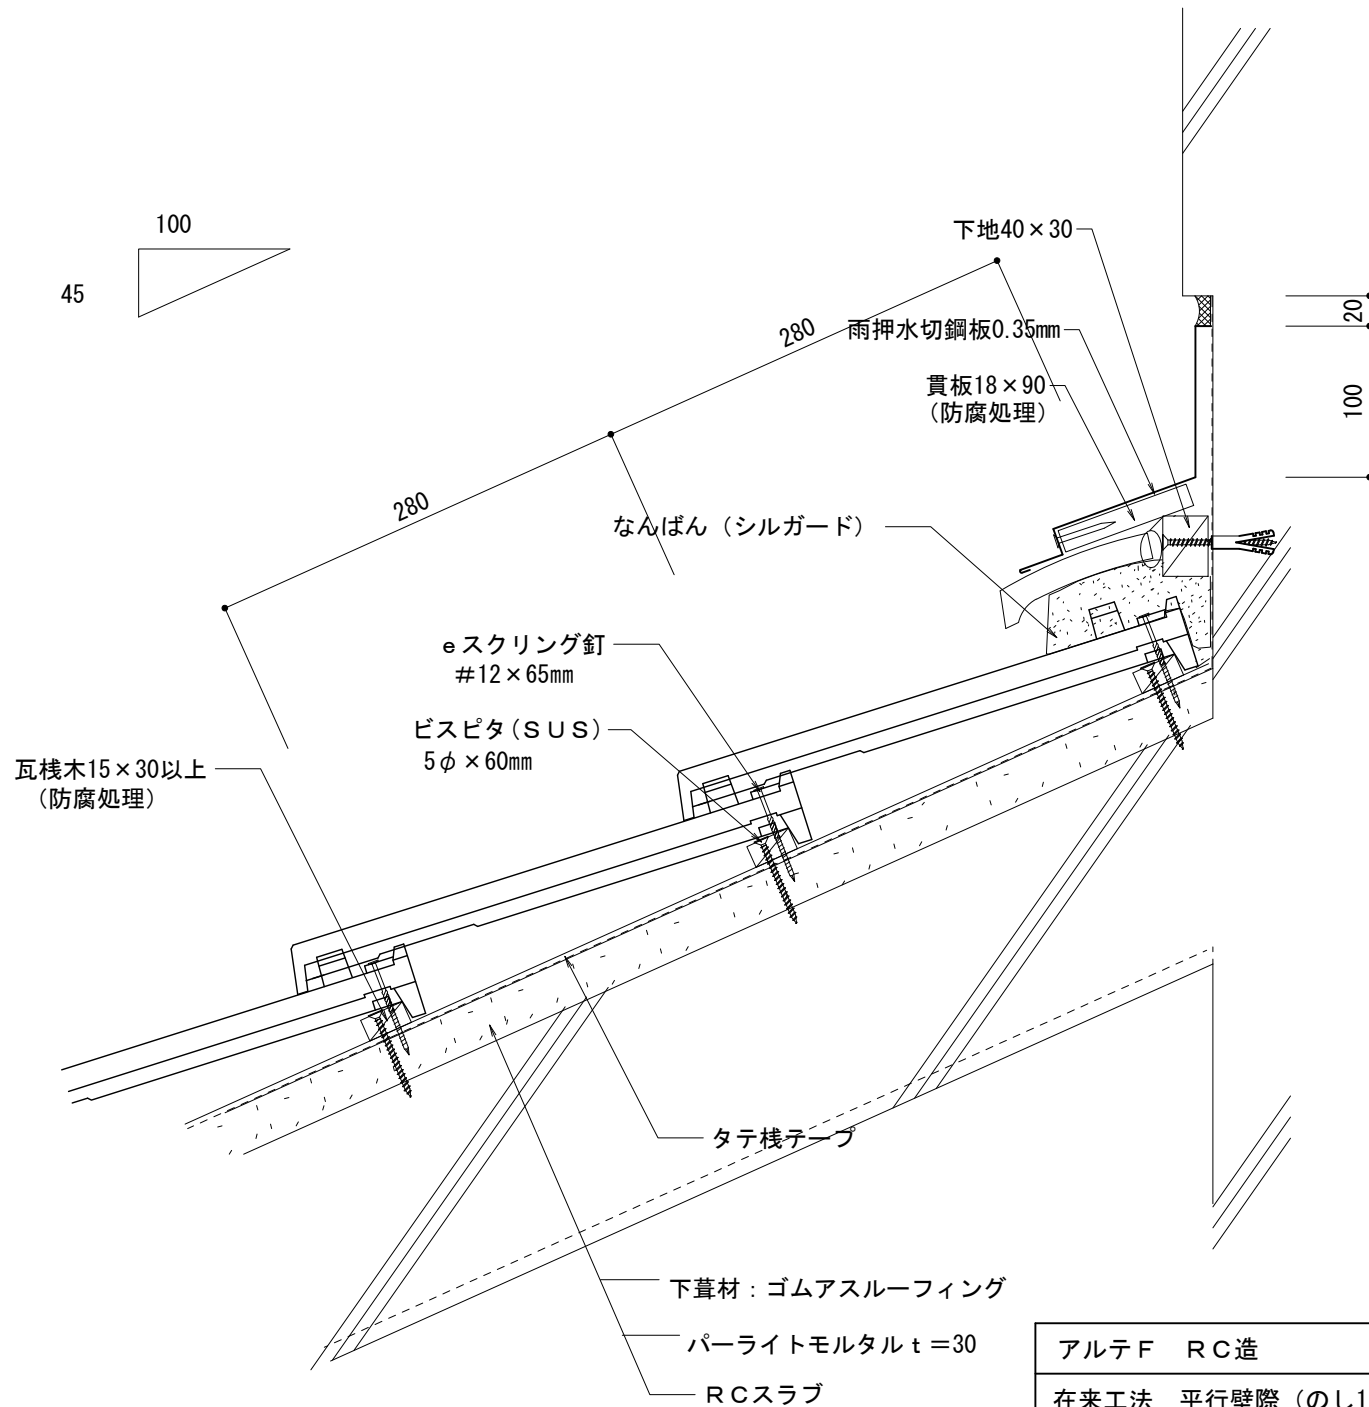 100
下地40×30
45
20
280
雨押水切鋼板0.35mm
貫板18×90
（防腐処理）
100
280
なんばん（シルガード）
eスクリング釘
#12×65mm
ビスピタ(ＳＵＳ)
5φ×60mm
瓦桟木15×30以上
（防腐処理）
タテ桟テープ
下葺材：ゴムアスルーフィング
パーライトモルタルｔ＝30
ＲＣスラブ
アルテＦ　ＲＣ造
在来工法　平行壁際（のし1